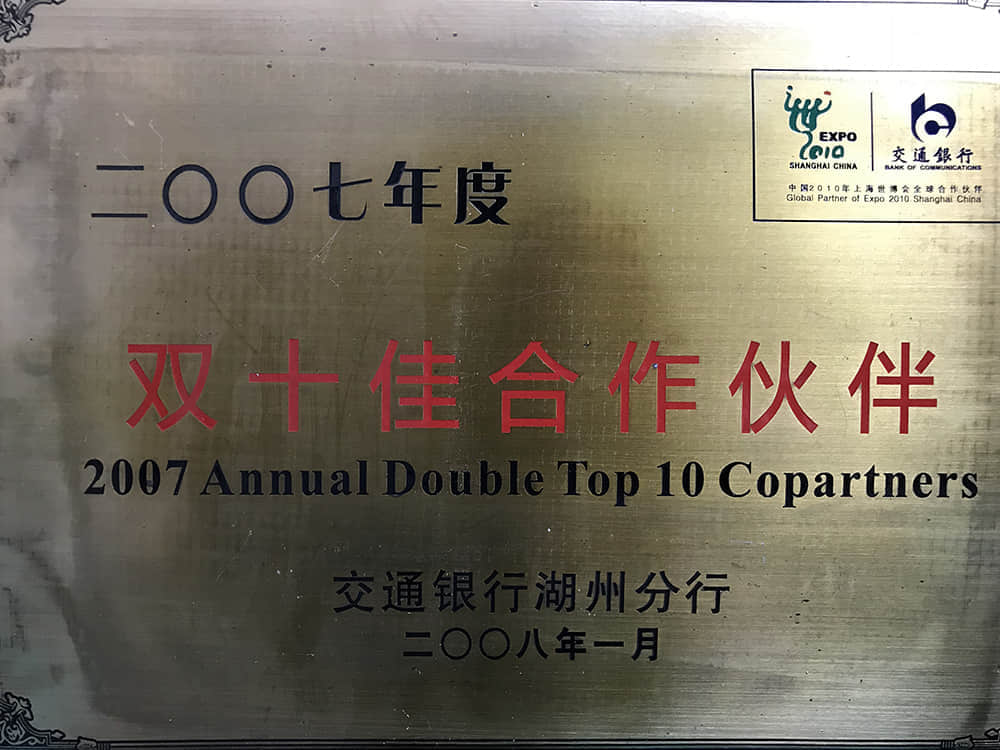 二〇〇七年度
EXPO
2010
SHANGHAI CHINA
交通銀行
BANK OF COMMUNICATIONS
中国2010年上海世博会全球合作伙伴
Global Partner of Expo 2010 Shanghai China
双十佳合作伙伴
2007 Annual Double Top 10 Copartners
交通银行湖州分行
二〇〇八年一月